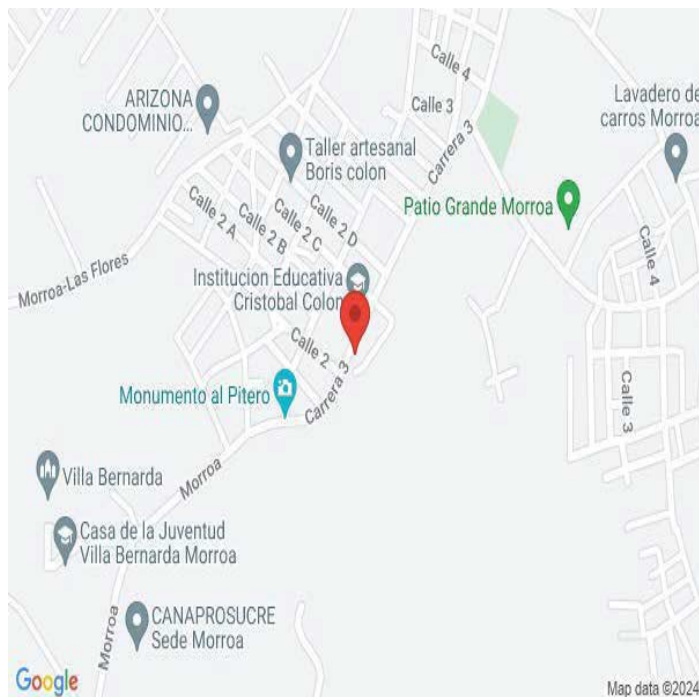 Calle 4
ARIZONA
CONDOMINIO...
Lavadero de
carros Morroa
Calle 3
Carrera 3
Taller artesanal
Boris colon
Patio Grande Morroa
Calle 2 A
Calle 2 B
Calle 2 C
Calle 2 D
Calle 4
Morroa-Las Flores
Institucion Educativa
Cristobal Colon
Calle 2
Carrera 3
Calle 3
Monumento al Pitero
Morroa
Villa Bernarda
Casa de la Juventud
Villa Bernarda Morroa
CANAPROSUCRE
Sede Morroa
Morroa
Google
Map data ©2024